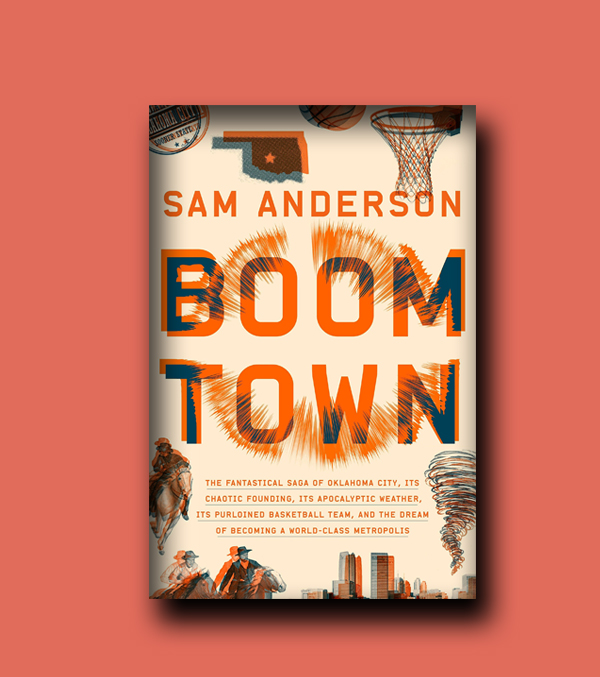 SAM ANDERSON
BOOM
TOWN
THE FANTASTICAL SAGA OF OKLAHOMA CITY, ITS
CHAOTIC FOUNDING, ITS APOCALYPTIC WEATHER,
ITS PURLOINED BASKETBALL TEAM, AND THE DREAM
OF BECOMING A WORLD-CLASS METROPOLIS